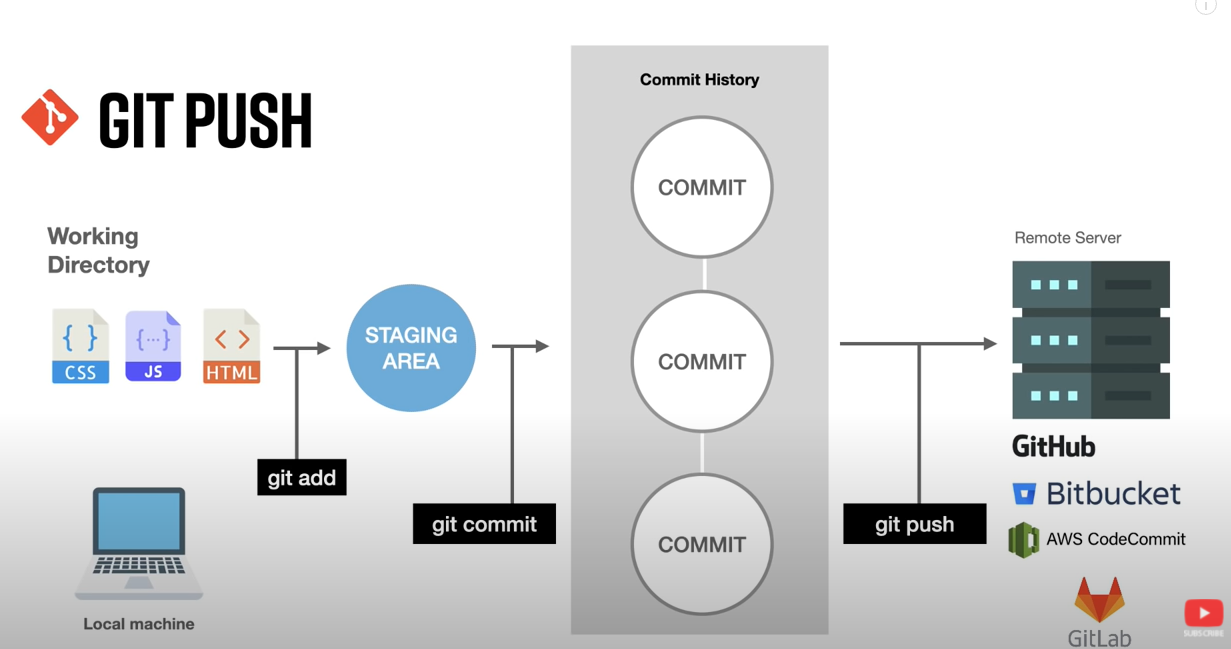 GIT PUSH
Working
Directory
{ }
CSS
{...}
JS
< >
HTML
git add
Local machine
STAGING
AREA
git commit
Commit History
COMMIT
COMMIT
COMMIT
git push
Remote Server
GitHub
Bitbucket
AWS CodeCommit
GitLab
SUBSCRIBE
i